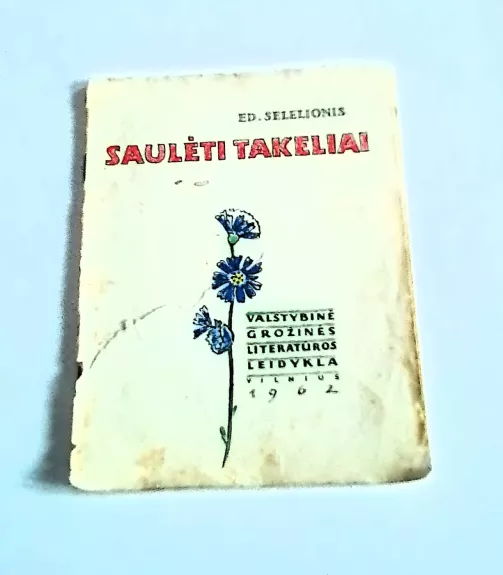 ED. SELELIONIS
SAULĖTI TAKELIAI
VALSTYBINĖ
GROŽINĖS
LITERATŪROS
LEIDYKLA
VILNIUS
1962